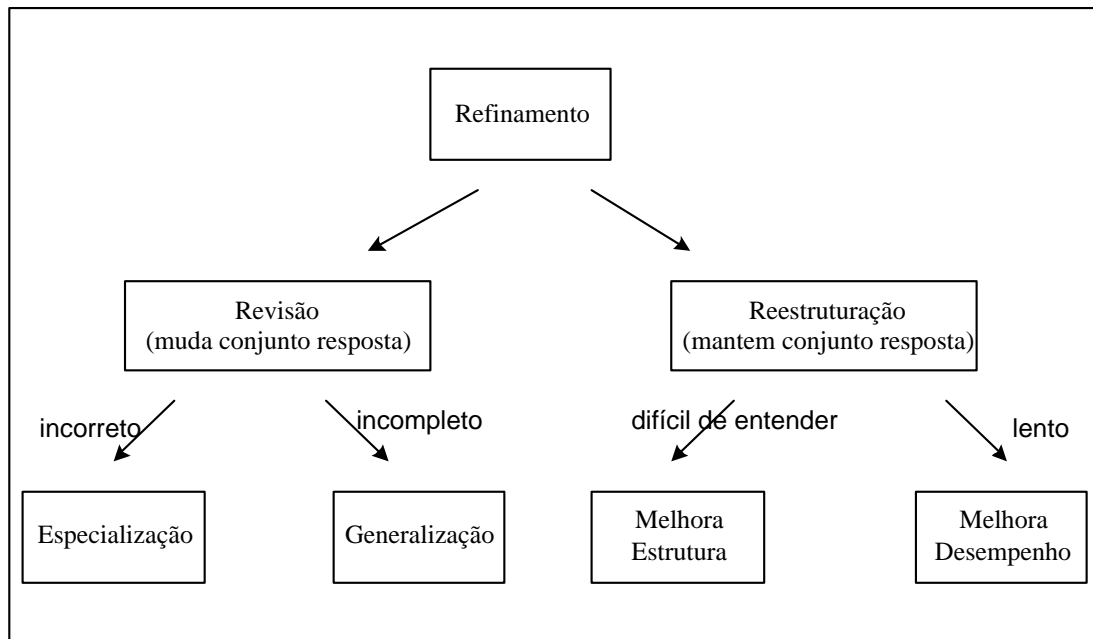 Refinamento
Revisão
(muda conjunto resposta)
Reestruturação
(mantem conjunto resposta)
incorreto
incompleto
difícil de entender
lento
Especialização
Generalização
Melhora
Estrutura
Melhora
Desempenho